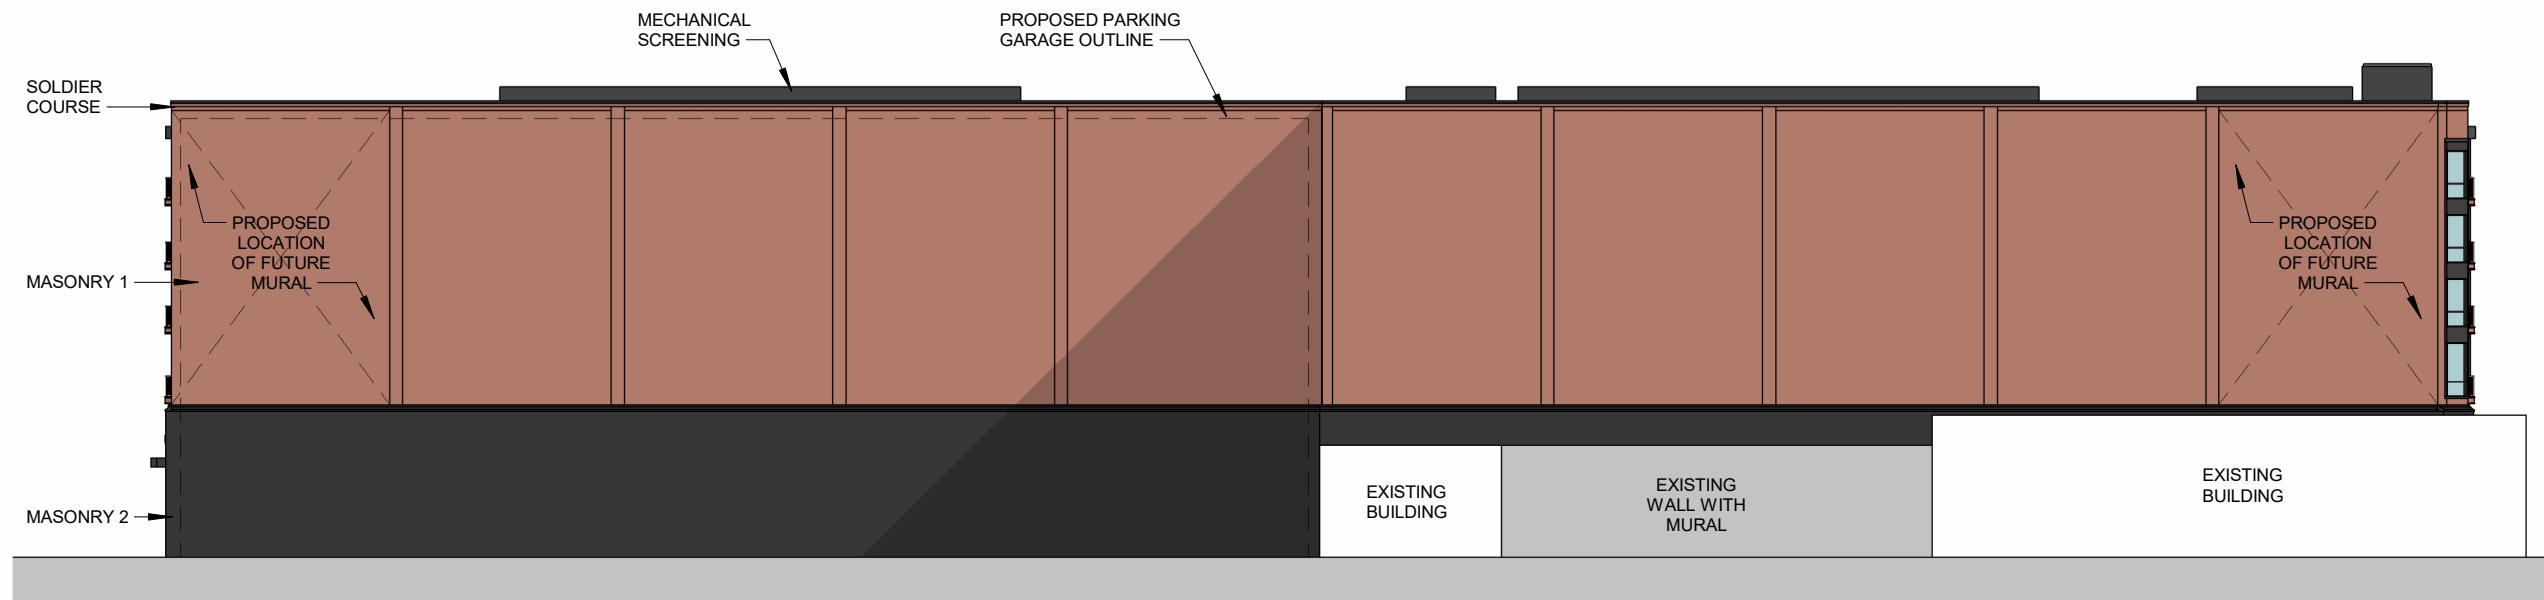 MECHANICAL
SCREENING
PROPOSED PARKING
GARAGE OUTLINE
SOLDIER
COURSE
PROPOSED
LOCATION
OF FUTURE
MURAL
MASONRY 1
PROPOSED
LOCATION
OF FUTURE
MURAL
MASONRY 2
EXISTING
BUILDING
EXISTING
WALL WITH
MURAL
EXISTING
BUILDING